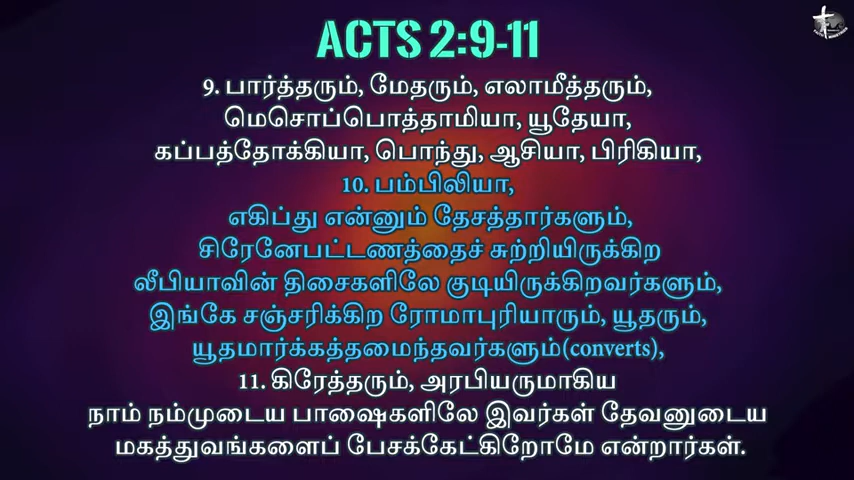 ACTS 2:9-11
9. பார்த்தரும், மேதரும், எலாமீத்தரும்,
மெசொப்பொத்தாமியா, யூதேயா,
கப்பத்தோக்கியா, பொந்து, ஆசியா, பிரிகியா,
10. பம்பிலியா,
எகிப்து என்னும் தேசத்தார்களும்,
சிரேனேபட்டணத்தைச் சுற்றியிருக்கிற
லீபியாவின் திசைகளிலே குடியிருக்கிறவர்களும்,
இங்கே சஞ்சரிக்கிற ரோமாபுரியாரும், யூதரும்,
யூதமார்க்கத்தமைந்தவர்களும்(converts),
11. கிரேத்தரும், அரபியருமாகிய
நாம் நம்முடைய பாஷைகளிலே இவர்கள் தேவனுடைய
மகத்துவங்களைப் பேசக்கேட்கிறோமே என்றார்கள்.